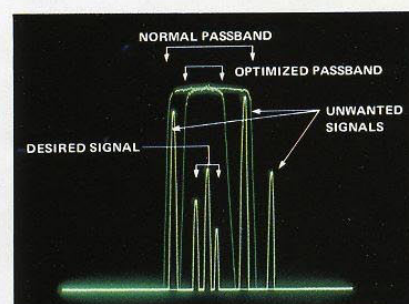 NORMAL PASSBAND
OPTIMIZED PASSBAND
UNWANTED
SIGNALS
DESIRED SIGNAL